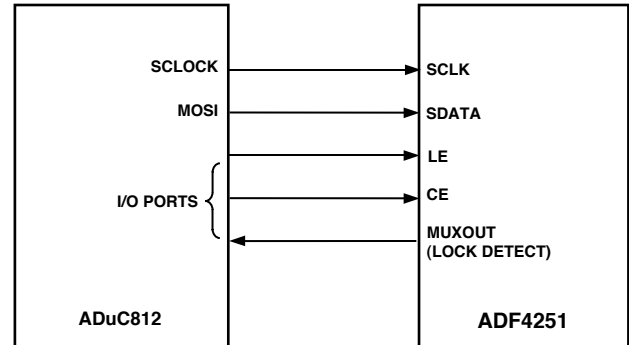 SCLOCK
SCLK
MOSI
SDATA
LE
I/O PORTS
CE
MUXOUT
(LOCK DETECT)
ADuC812
ADF4251